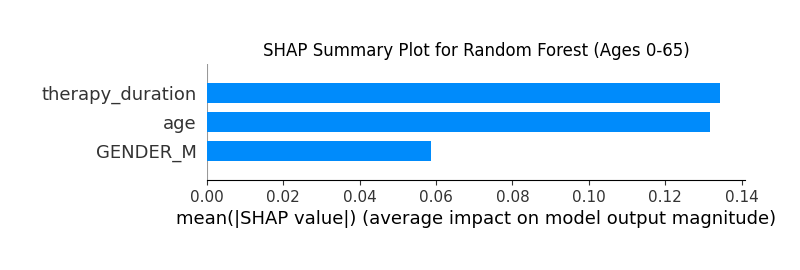 SHAP Summary Plot for Random Forest (Ages 0-65)
therapy_duration
age
GENDER_M
0.00 0.02 0.04 0.06 0.08 0.10 0.12 0.14
mean(|SHAP value|) (average impact on model output magnitude)